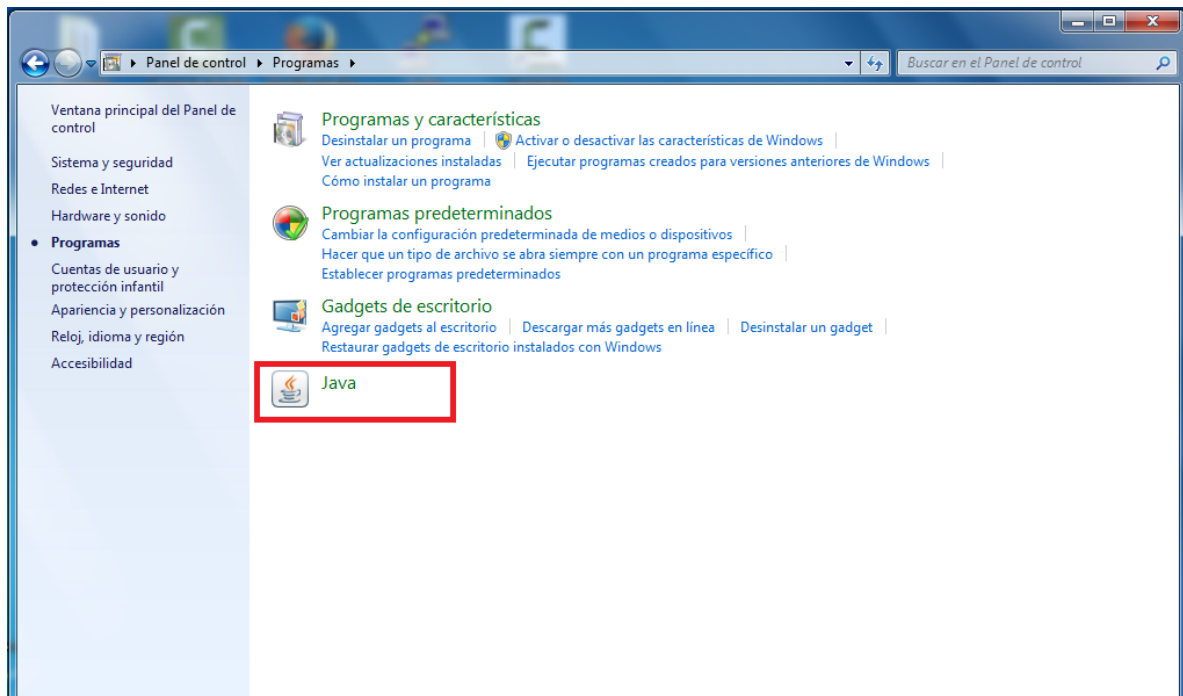 Panel de control Programas
Buscar en el Panel de control
Ventana principal del Panel de
control
Sistema y seguridad
Redes e Internet
Hardware y sonido
Programas
Cuentas de usuario y
protección infantil
Apariencia y personalización
Reloj, idioma y región
Accesibilidad
Programas y características
Desinstalar un programa Activar o desactivar las características de Windows
Ver actualizaciones instaladas Ejecutar programas creados para versiones anteriores de Windows
Cómo instalar un programa
Programas predeterminados
Cambiar la configuración predeterminada de medios o dispositivos
Hacer que un tipo de archivo se abra siempre con un programa específico
Establecer programas predeterminados
Gadgets de escritorio
Agregar gadgets al escritorio Descargar más gadgets en línea Desinstalar un gadget
Restaurar gadgets de escritorio instalados con Windows
Java